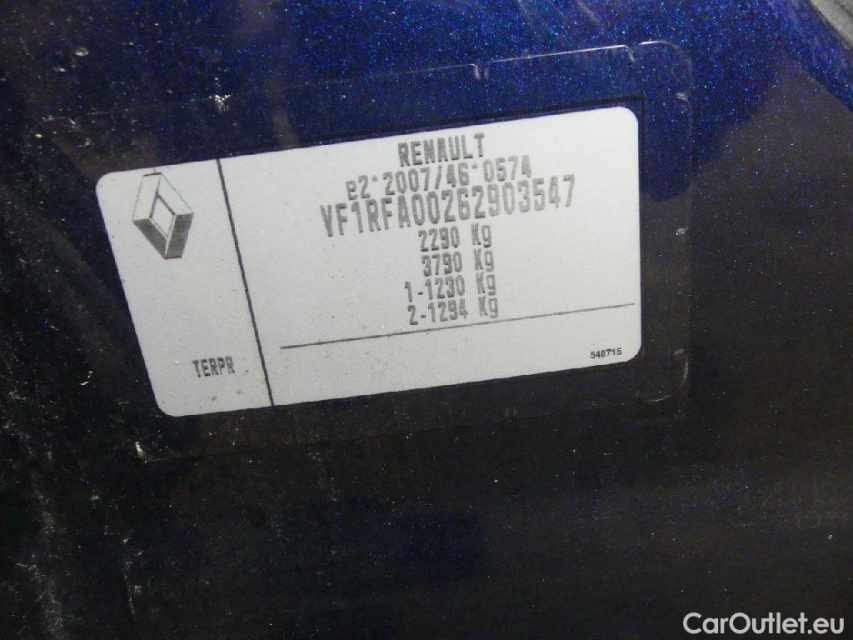 RENAULT
e2*2007/46*0574
VF1RFA00262903547
2290 Kg
3790 Kg
1-1230 Kg
2-1294 Kg
TERPR
548715
CarOutlet.eu